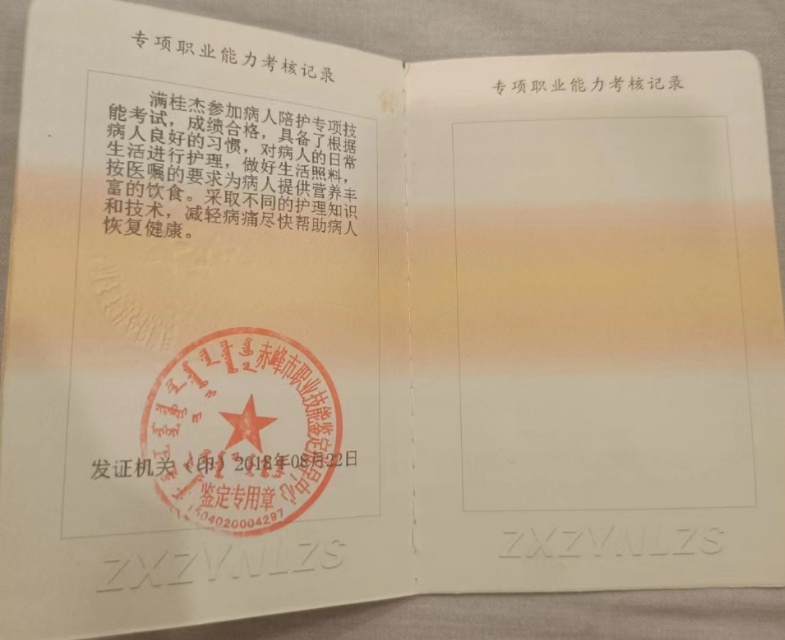 专项职业能力考核记录
满桂杰参加病人陪护专项技
能考试，成绩合格，具备了根据
病人良好的习惯，对病人的日常
生活进行护理，做好生活照料，
按医嘱的要求为病人提供营养丰
富的饮食。采取不同的护理知识
和技术，减轻病痛尽快帮助病人
恢复健康。
赤峰市职业技能鉴定指导中心
发证机关（印）2018年08月22日
鉴定专用章
1504020004297
ZXZYNLZS
专项职业能力考核记录
ZXZYNLZS